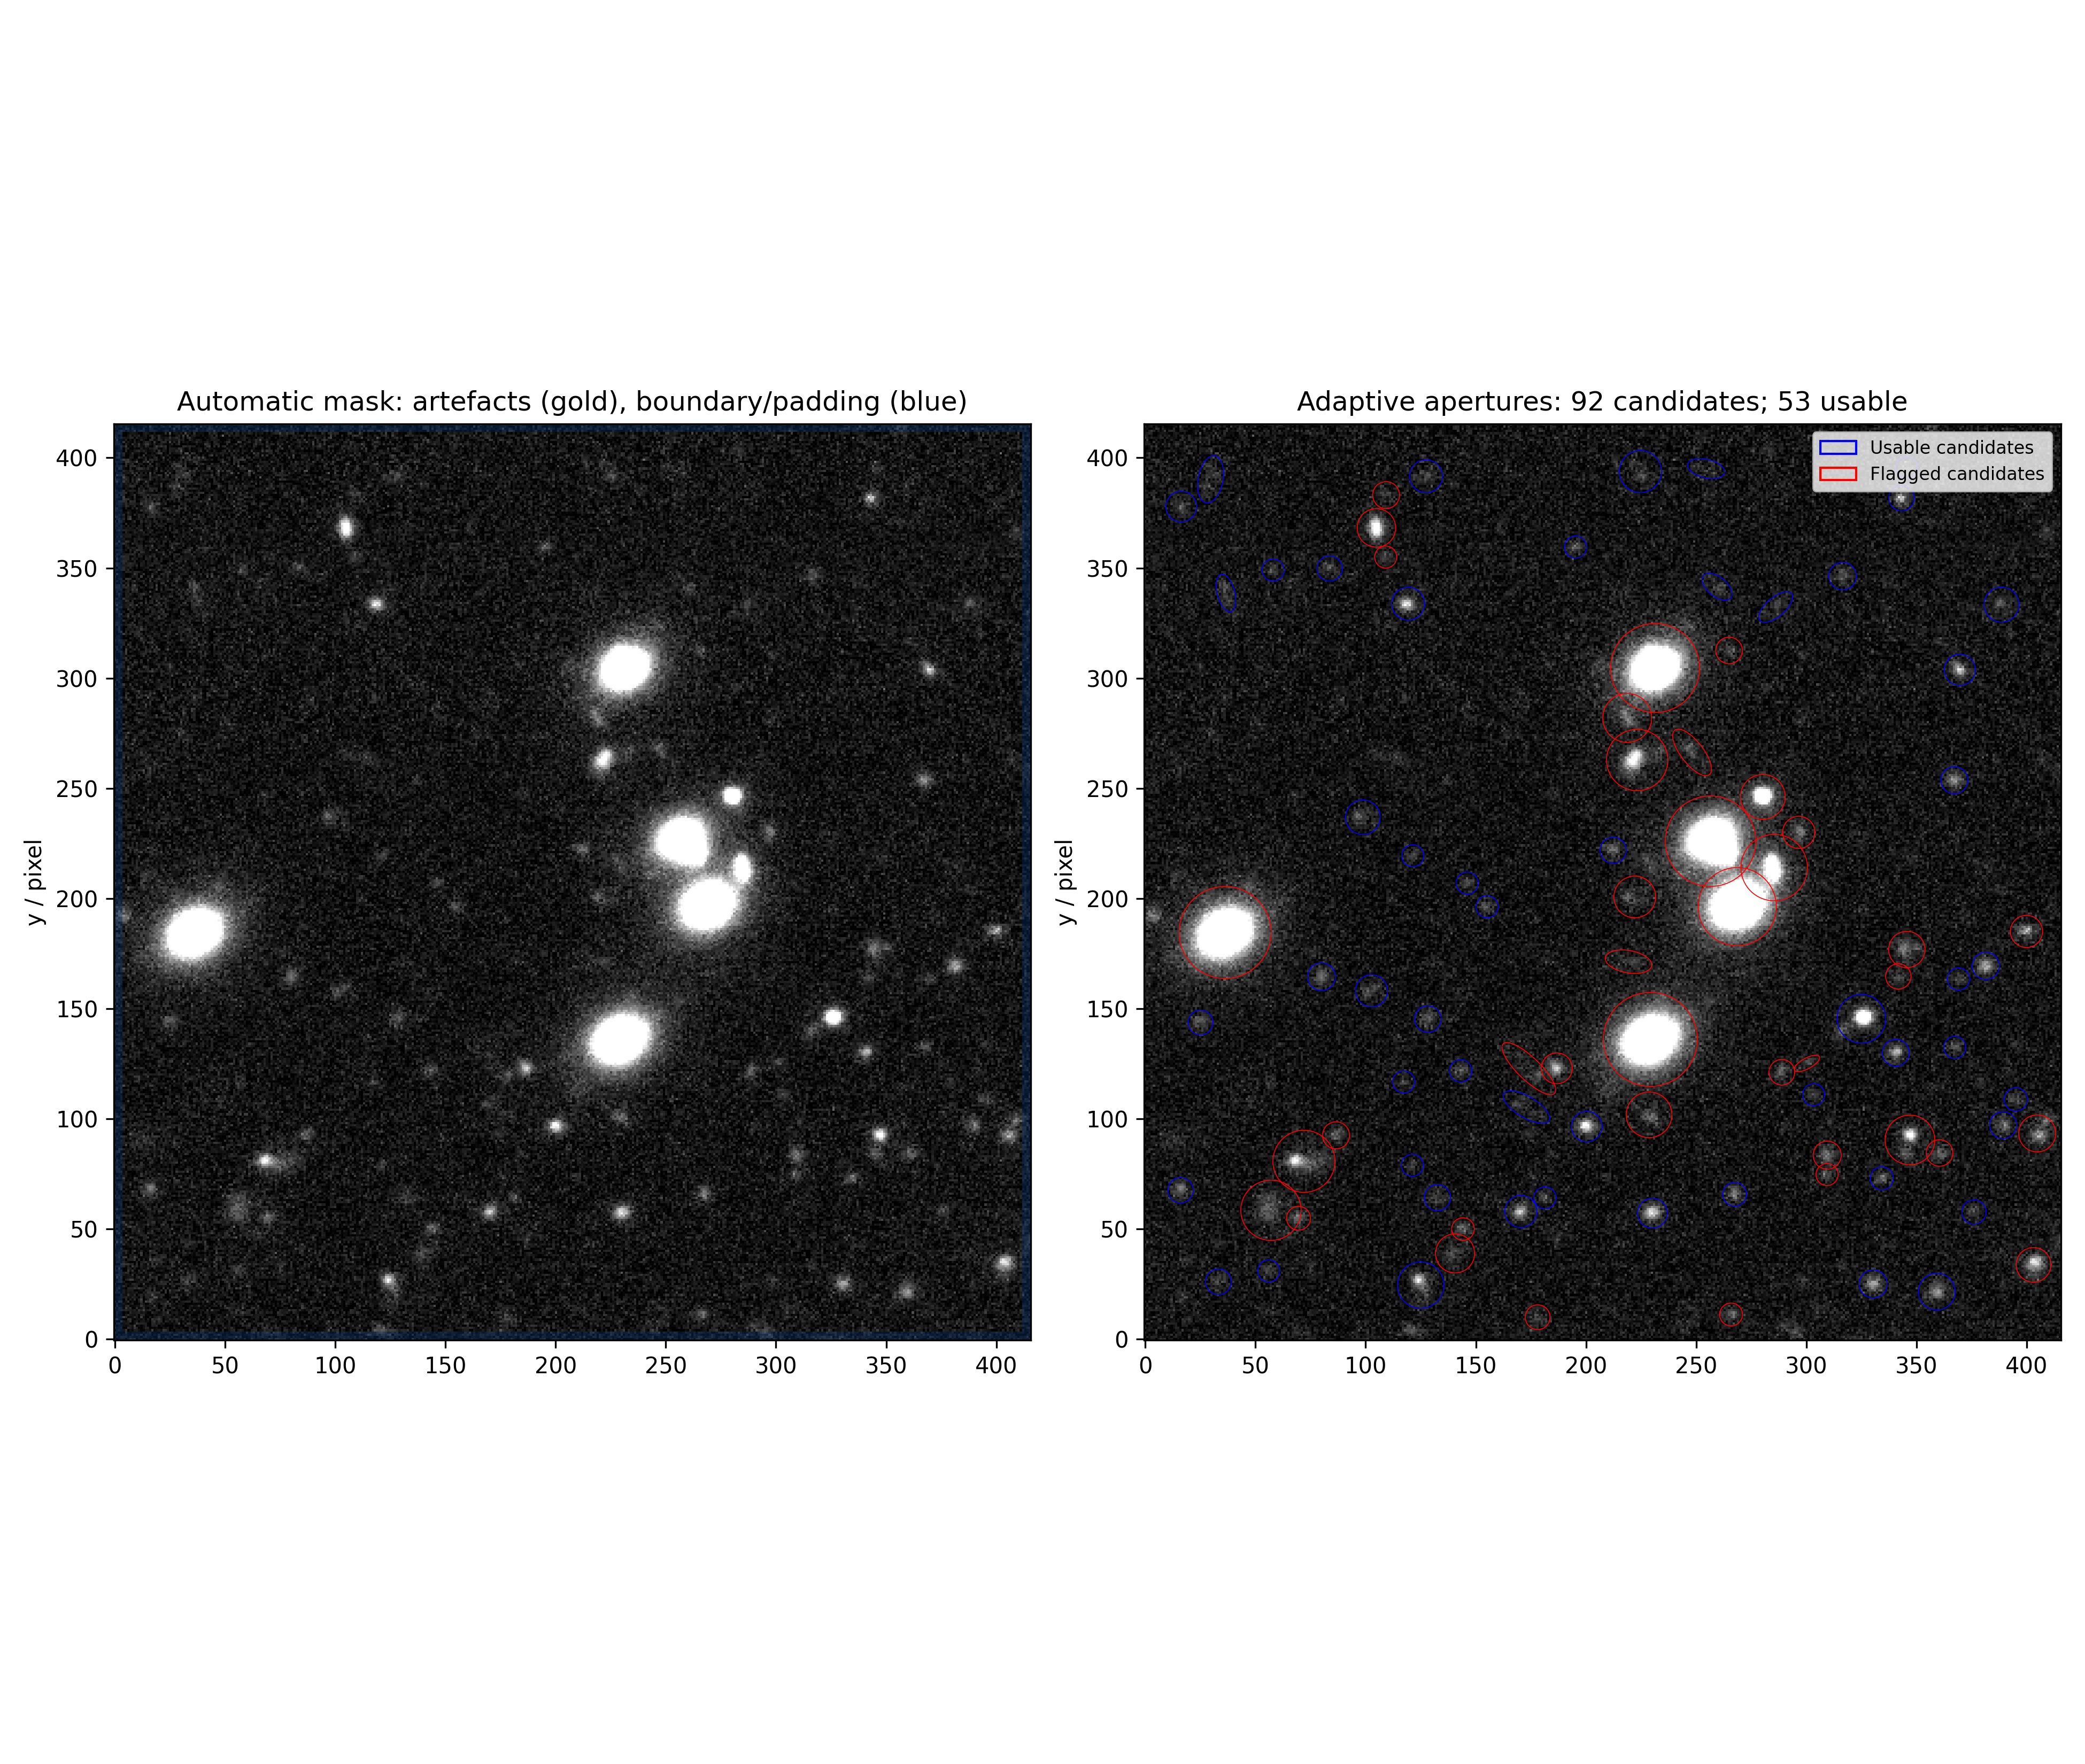 Automatic mask: artefacts (gold), boundary/padding (blue)
y / pixel
400
350
300
250
200
150
100
50
0
0 50 100 150 200 250 300 350 400
Adaptive apertures: 92 candidates; 53 usable
Usable candidates
Flagged candidates
y / pixel
400
350
300
250
200
150
100
50
0
0 50 100 150 200 250 300 350 400